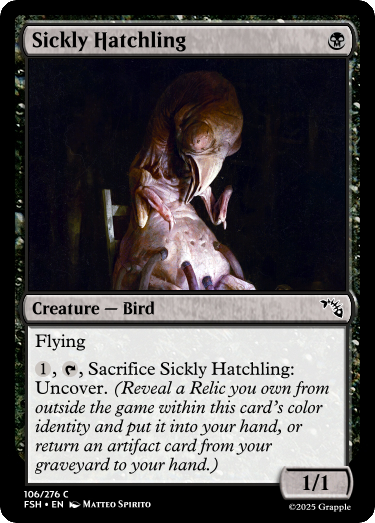 Sickly Hatchling
Creature — Bird
Flying
1, , Sacrifice Sickly Hatchling:
Uncover. (Reveal a Relic you own from
outside the game within this card's color
identity and put it into your hand, or
return an artifact card from your
graveyard to your hand.)
1/1
106/276 C
FSH • EN Matteo Spirito
©2025 Grapple